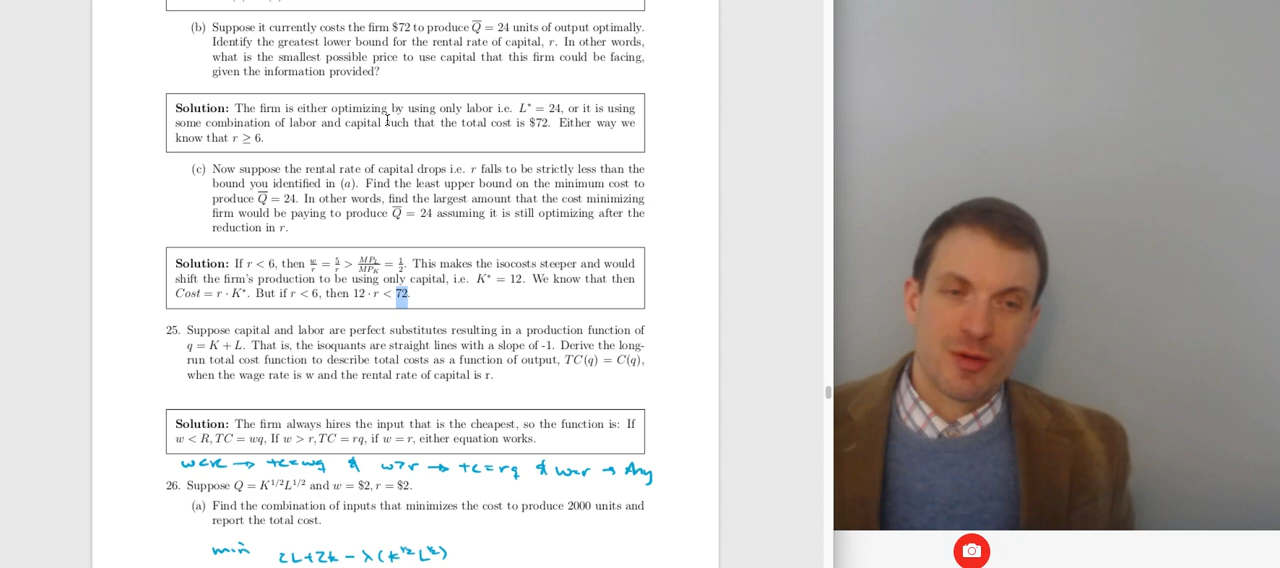 (b) Suppose it currently costs the firm $72 to produce Q̅ = 24 units of output optimally.
Identify the greatest lower bound for the rental rate of capital, r. In other words,
what is the smallest possible price to use capital that this firm could be facing,
given the information provided?
Solution: The firm is either optimizing by using only labor i.e. L* = 24, or it is using
some combination of labor and capital such that the total cost is $72. Either way we
know that r ≥ 6.
(c) Now suppose the rental rate of capital drops i.e. r falls to be strictly less than the
bound you identified in (a). Find the least upper bound on the minimum cost to
produce Q̅ = 24. In other words, find the largest amount that the cost minimizing
firm would be paying to produce Q̅ = 24 assuming it is still optimizing after the
reduction in r.
Solution: If r < 6, then w/r = 5/r > MP_L/MP_K = 1/2. This makes the isocosts steeper and would
shift the firm's production to be using only capital, i.e. K* = 12. We know that then
Cost = r · K*. But if r < 6, then 12 · r < 72.
25. Suppose capital and labor are perfect substitutes resulting in a production function of
q = K + L. That is, the isoquants are straight lines with a slope of -1. Derive the long-
run total cost function to describe total costs as a function of output, TC(q) = C(q),
when the wage rate is w and the rental rate of capital is r.
Solution: The firm always hires the input that is the cheapest, so the function is: If
w < R, TC = wq, If w > r, TC = rq, if w = r, either equation works.
w<r → tc=wq & w>r → tc=rq & w=r → Any
26. Suppose Q = K^1/2 L^1/2 and w = $2, r = $2.
(a) Find the combination of inputs that minimizes the cost to produce 2000 units and
report the total cost.
min 2L+2K − λ(K^1/2 L^1/2)